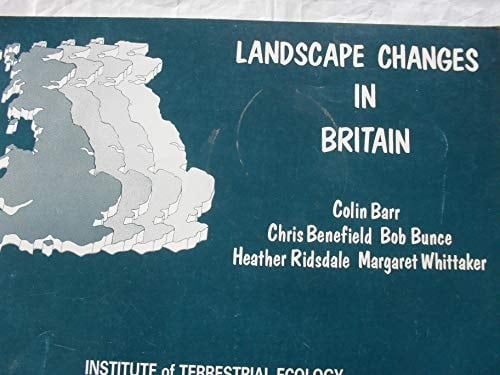 LANDSCAPE CHANGES
IN
BRITAIN
Colin Barr
Chris Benefield Bob Bunce
Heather Ridsdale Margaret Whittaker
INSTITUTE of TERRESTRIAL ECOLOGY